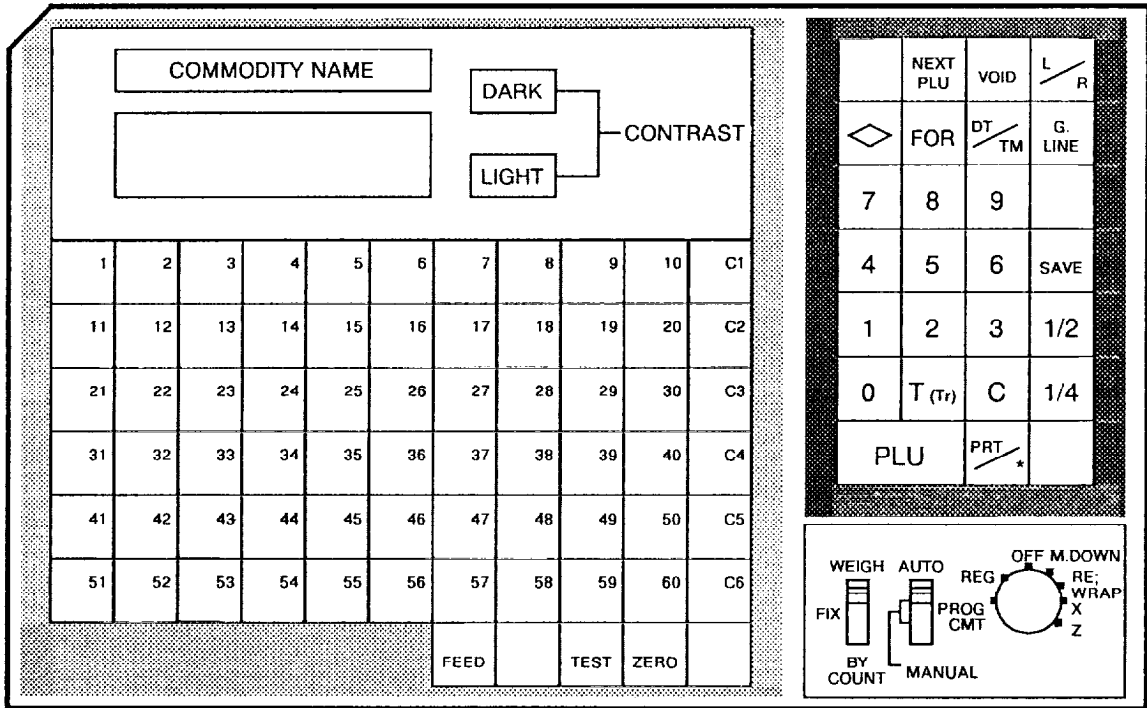 COMMODITY NAME
DARK
CONTRAST
LIGHT
1 2 3 4 5 6 7 8 9 10 C1
11 12 13 14 15 16 17 18 19 20 C2
21 22 23 24 25 26 27 28 29 30 C3
31 32 33 34 35 36 37 38 39 40 C4
41 42 43 44 45 46 47 48 49 50 C5
51 52 53 54 55 56 57 58 59 60 C6
FEED TEST ZERO
NEXT PLU VOID L/R
FOR DT/TM G. LINE
7 8 9
4 5 6 SAVE
1 2 3 1/2
0 T (Tr) C 1/4
PLU PRT/*
WEIGH AUTO
FIX
BY
COUNT
MANUAL
OFF M.DOWN
REG RE;
WRAP
PROG X
CMT Z